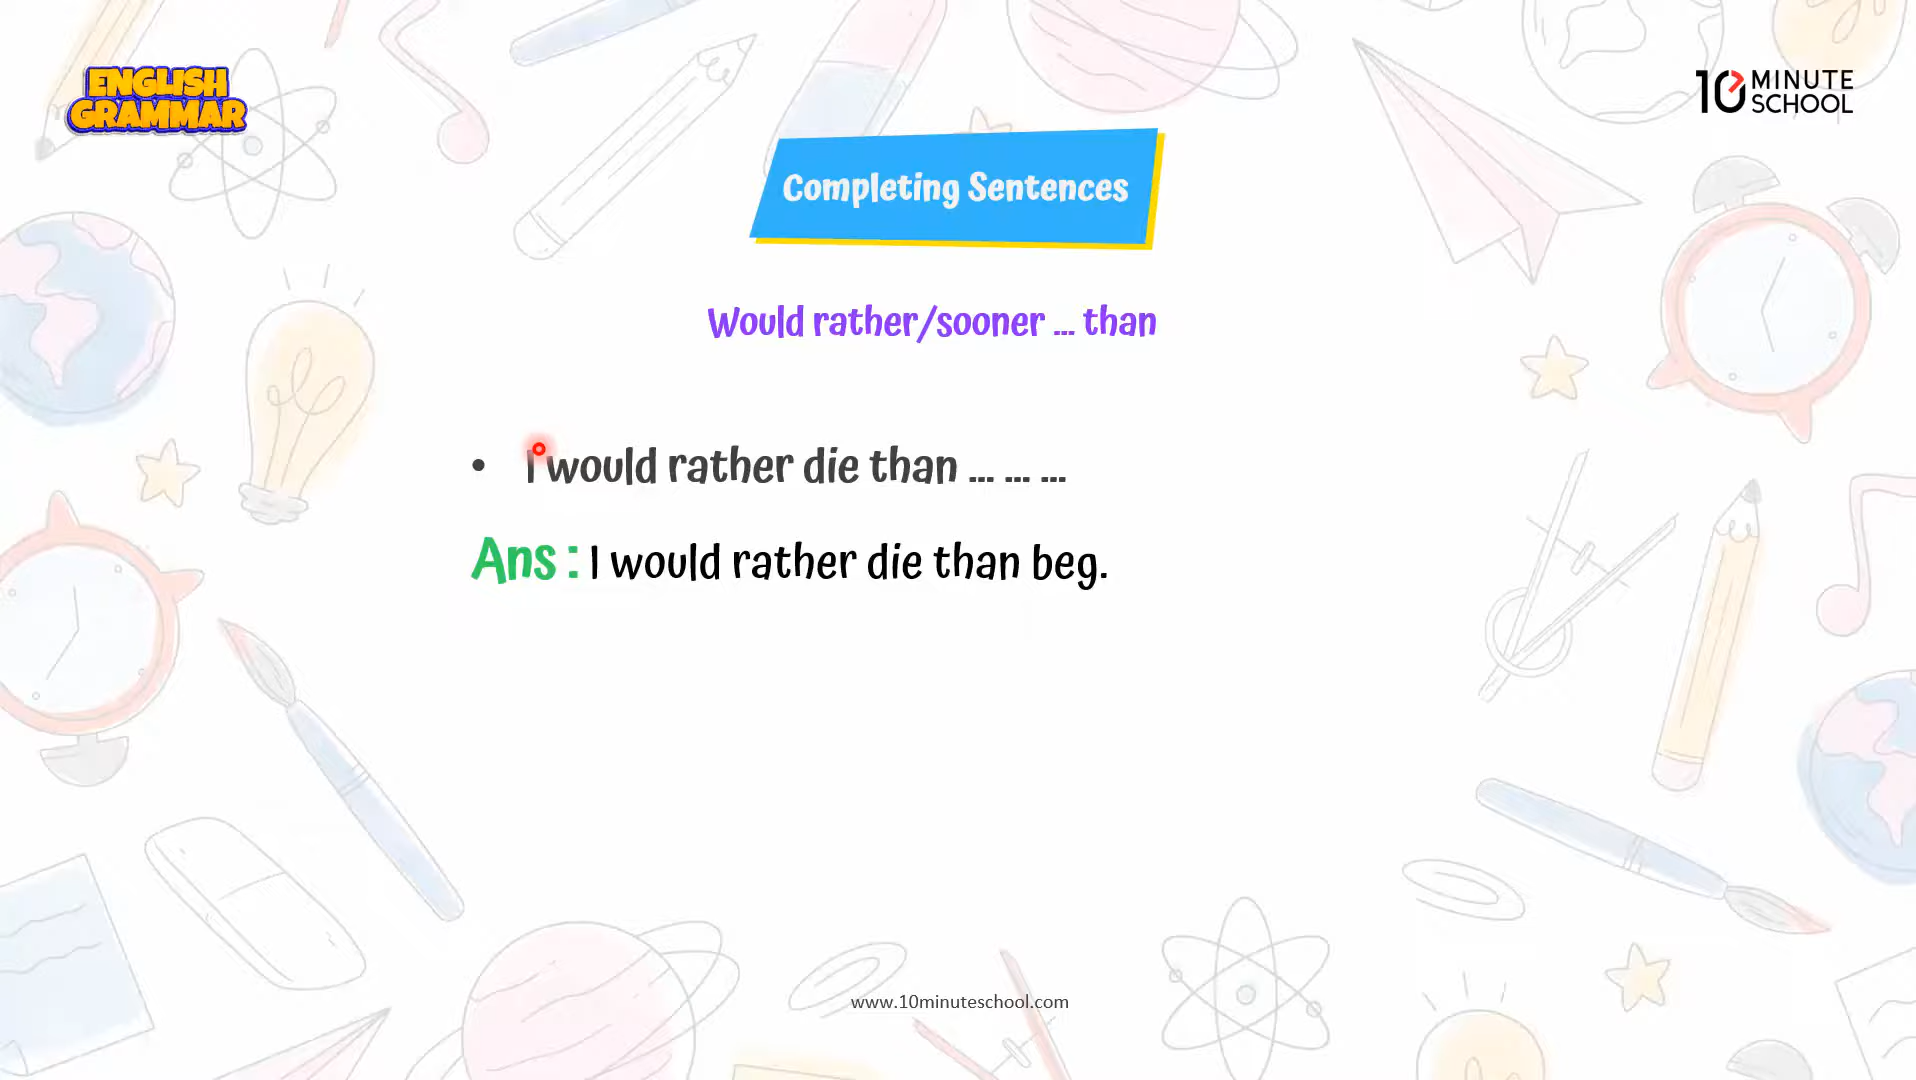 ENGLISH
GRAMMAR
10 MINUTE
SCHOOL
Completing Sentences
Would rather/sooner ... than
• I would rather die than ... ... ...
Ans : I would rather die than beg.
www.10minuteschool.com